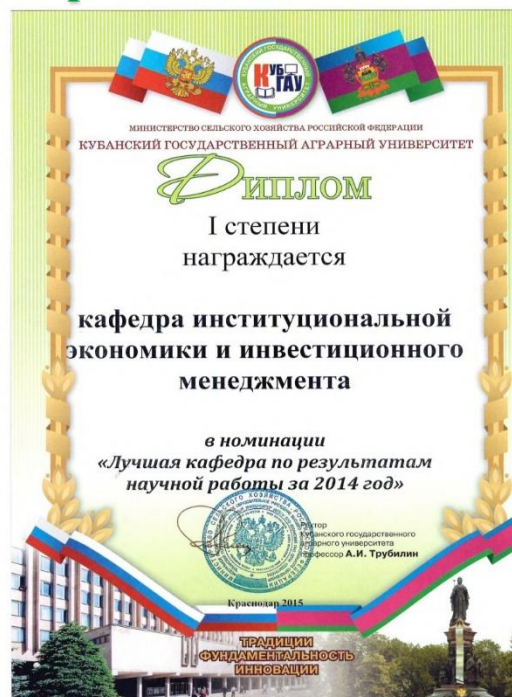 КубГАУ
МИНИСТЕРСТВО СЕЛЬСКОГО ХОЗЯЙСТВА РОССИЙСКОЙ ФЕДЕРАЦИИ
КУБАНСКИЙ ГОСУДАРСТВЕННЫЙ АГРАРНЫЙ УНИВЕРСИТЕТ
Диплом
I степени
награждается
кафедра институциональной
экономики и инвестиционного
менеджмента
в номинации
«Лучшая кафедра по результатам
научной работы за 2014 год»
Ректор
Кубанского государственного
аграрного университета
профессор А.И. Трубилин
Краснодар 2015
ТРАДИЦИИ
ФУНДАМЕНТАЛЬНОСТЬ
ИННОВАЦИИ